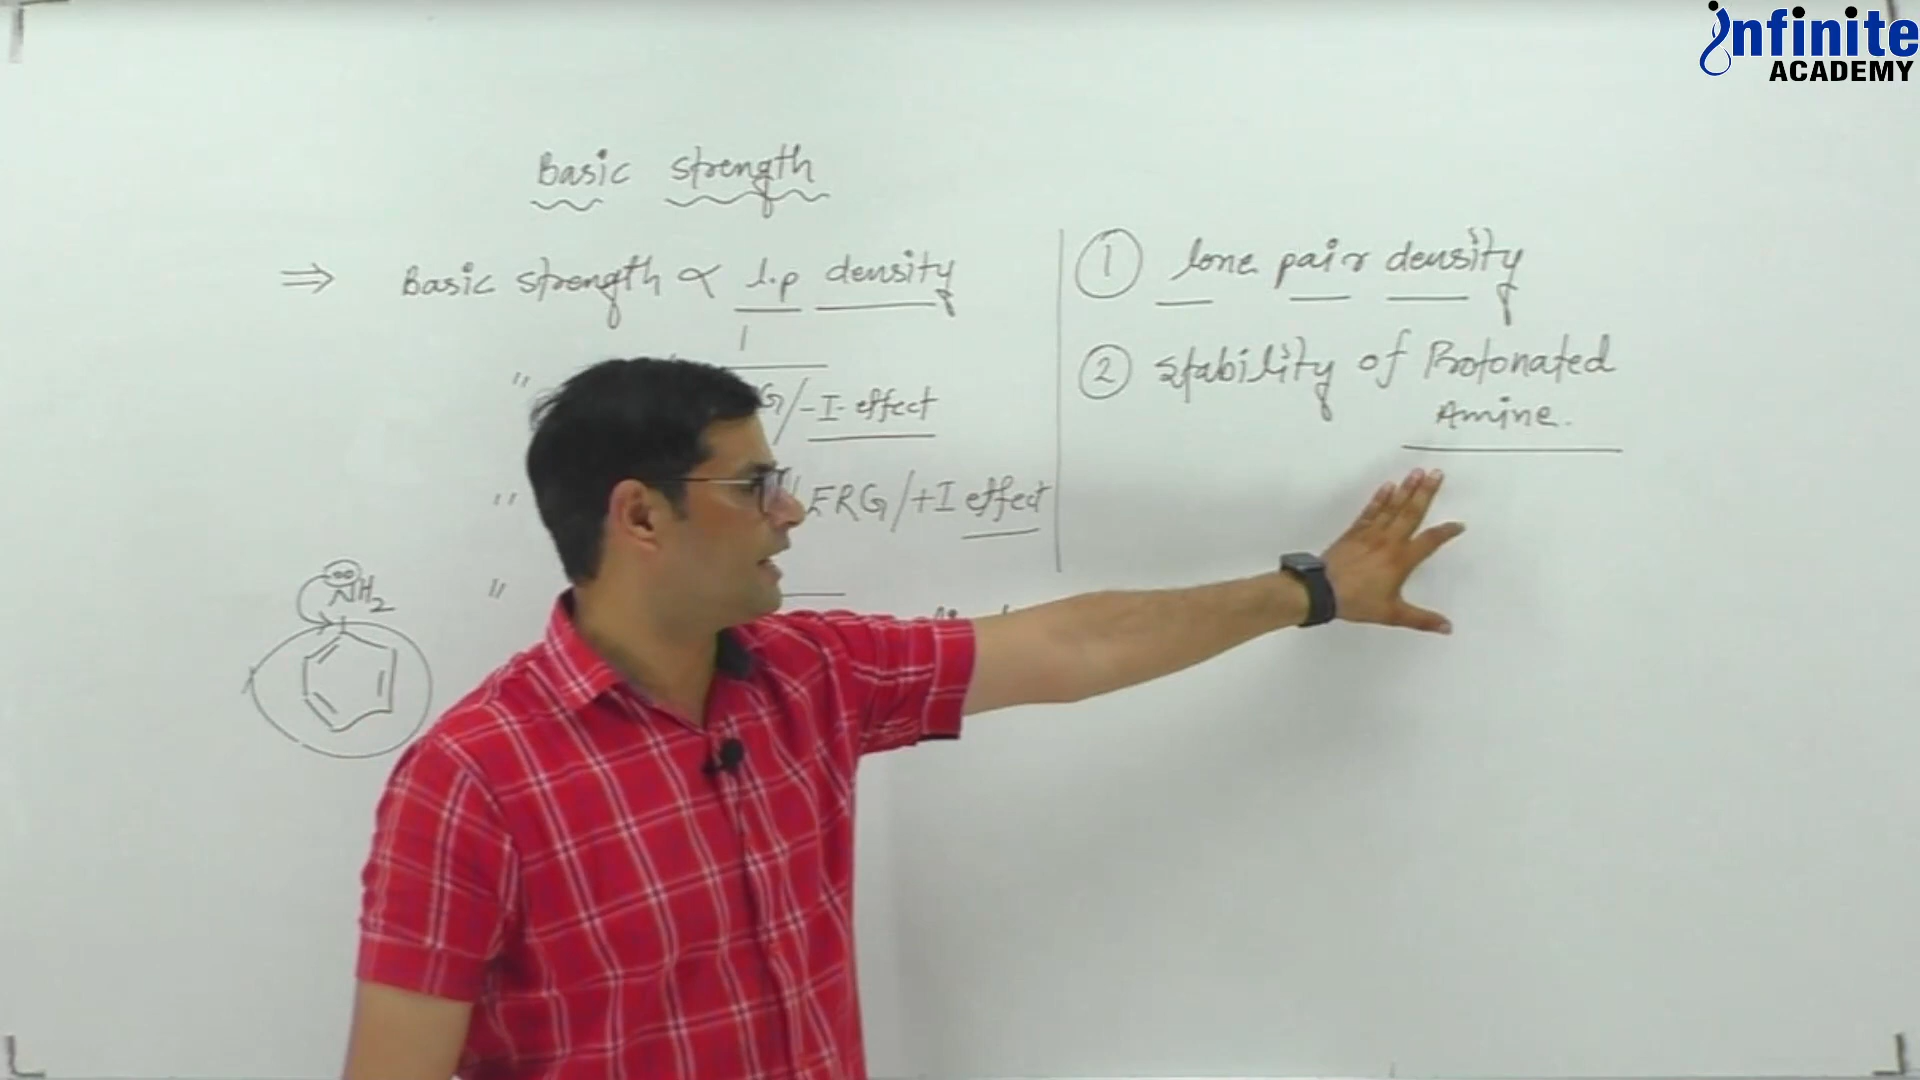 Infinite
ACADEMY
Basic strength
⇒ Basic strength ∝ l.p density
1
" G/-I-effect
" ERG/+I effect
"
NH2
① lone pair density
② stability of Protonated
Amine.